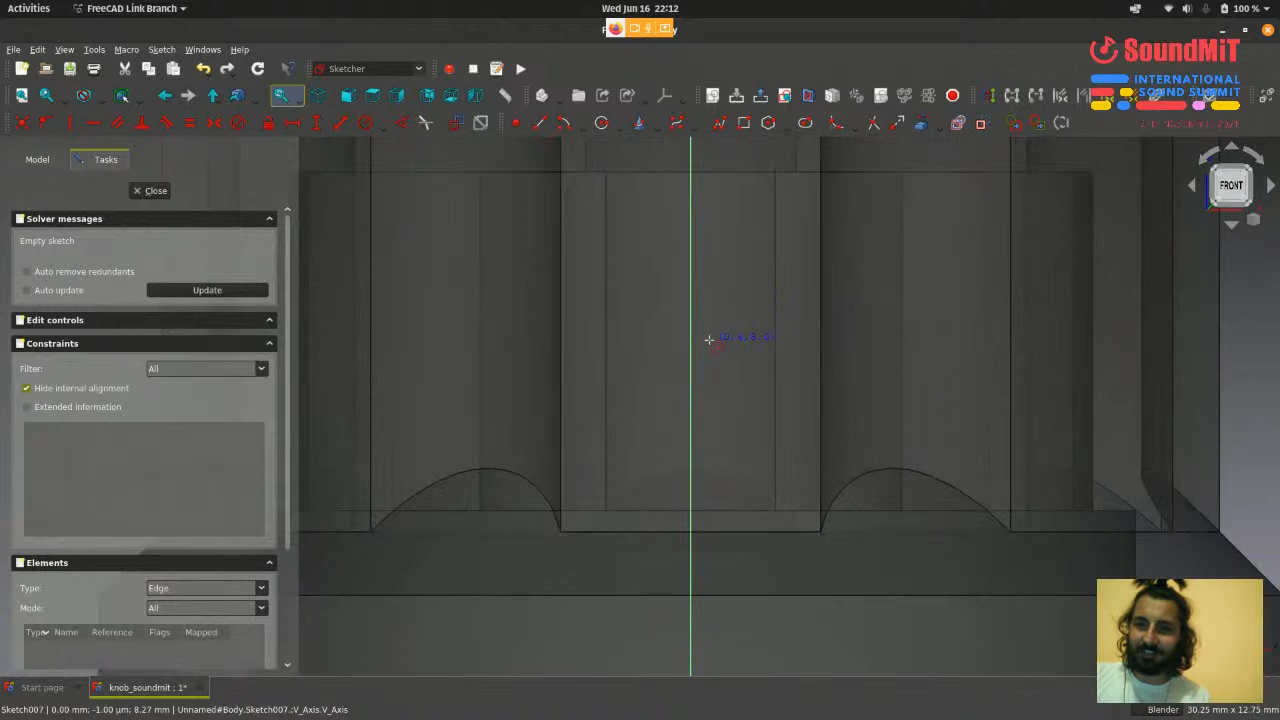 Activities
FreeCAD Link Branch
Wed Jun 16 22:12
100 %
File Edit View Tools Macro Sketch Windows Help
SoundMiT
INTERNATIONAL
SOUND SUMMIT
Sketcher
Model
Tasks
Close
FRONT
Solver messages
Empty sketch
Auto remove redundants
Auto update
Update
Edit controls
Constraints
Filter:
All
Hide internal alignment
Extended information
Elements
Type:
Edge
Mode:
All
Type Name Reference Flags Mapped
Start page
knob_soundmit : 1*
Sketch007 | 0.00 mm; -1.00 µm; 8.27 mm | Unnamed#Body.Sketch007.;V_Axis.V_Axis
Blender
30.25 mm x 12.75 mm